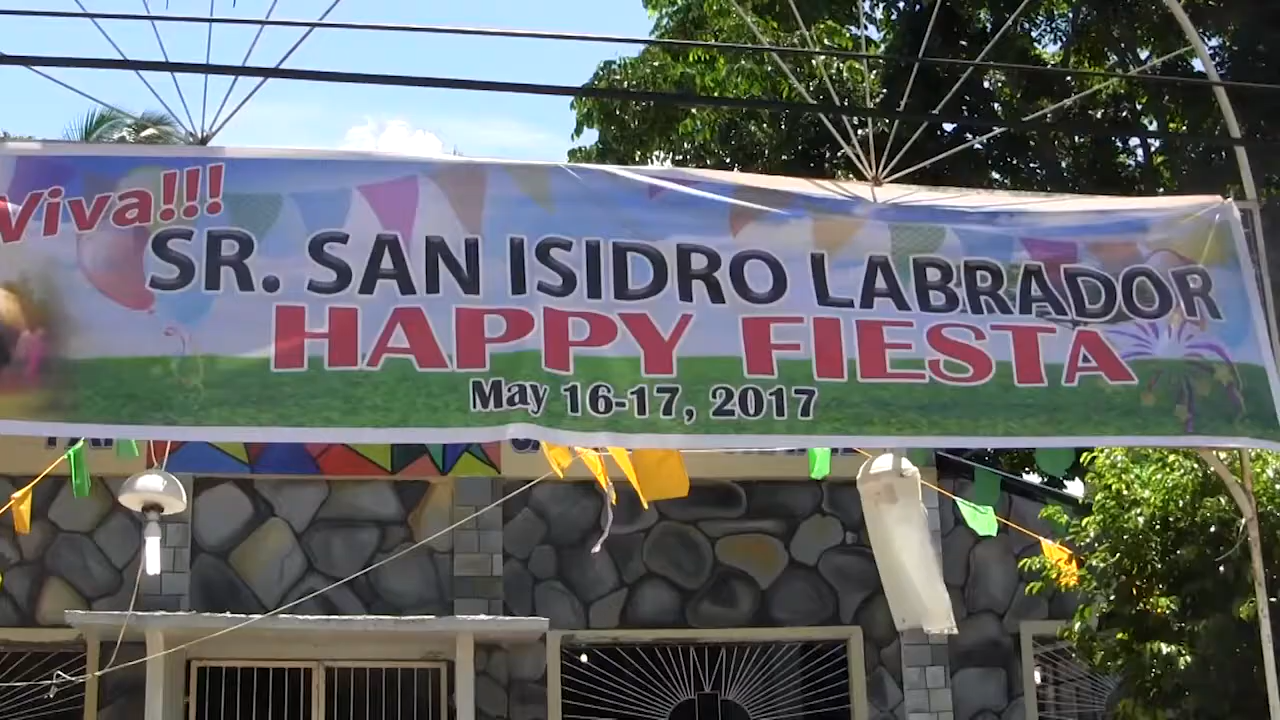 Viva!!!
SR. SAN ISIDRO LABRADOR
HAPPY FIESTA
May 16-17, 2017